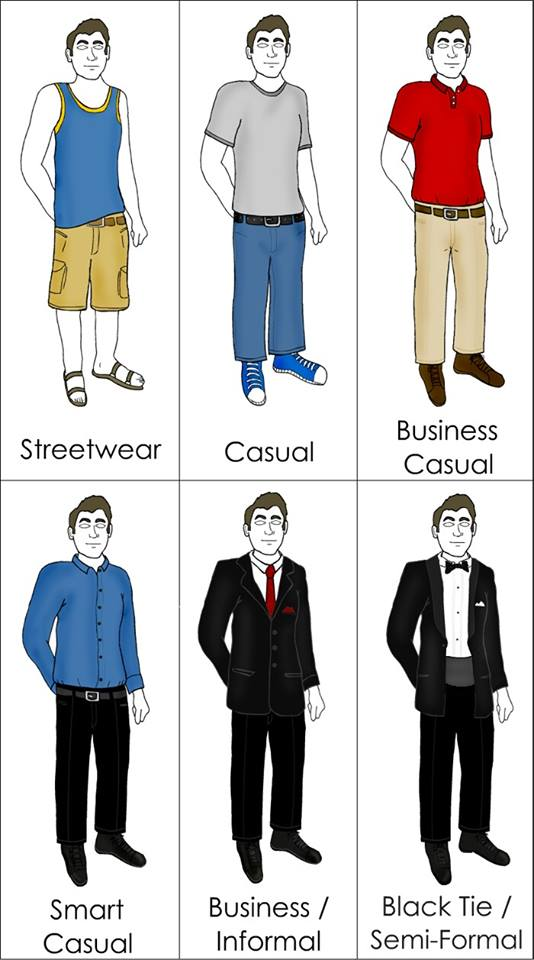 Streetwear
Casual
Business
Casual
Smart
Casual
Business /
Informal
Black Tie /
Semi-Formal